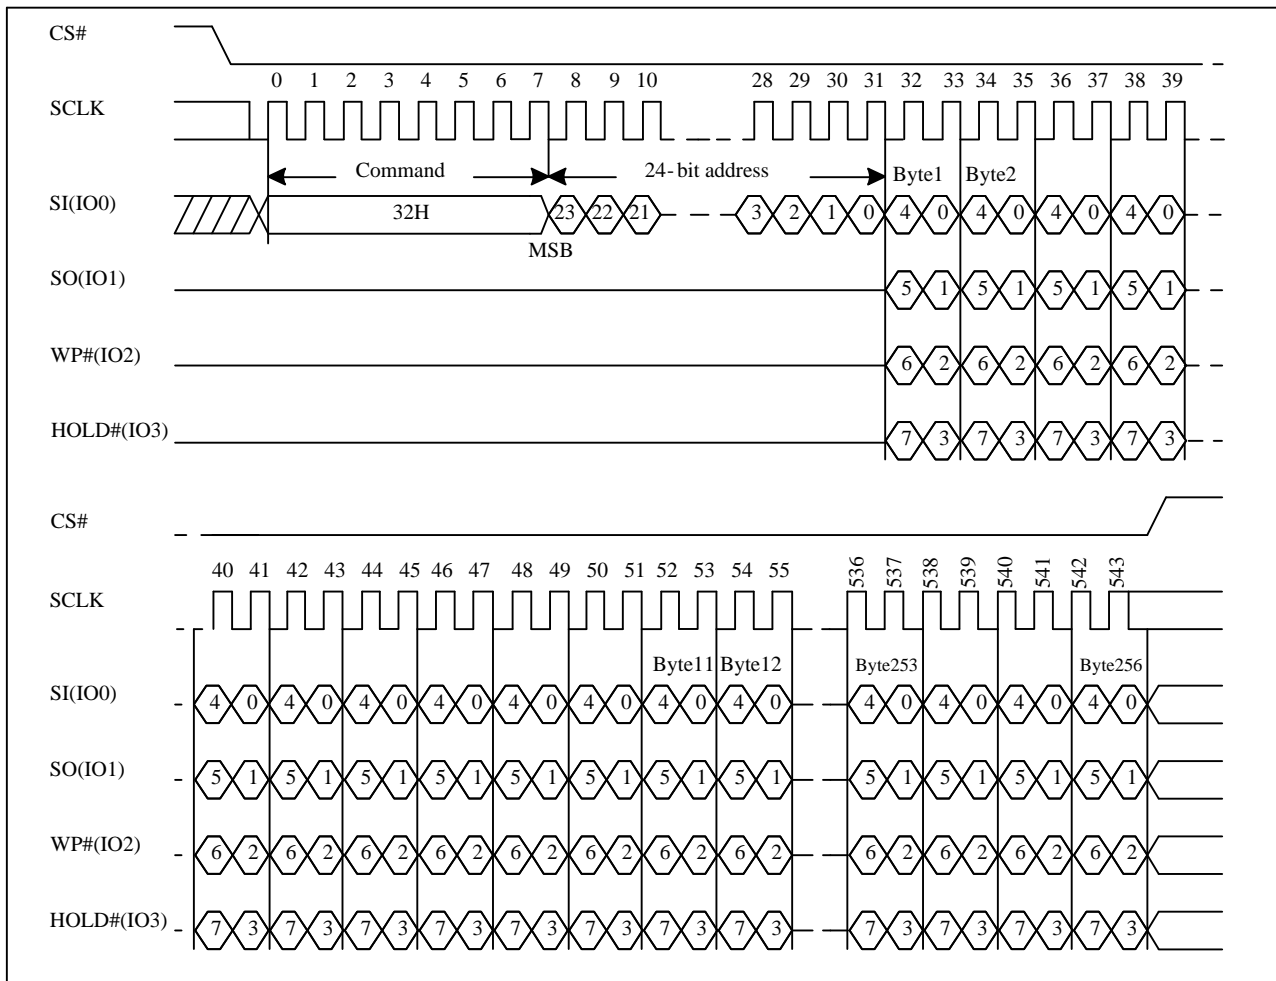 CS#
0 1 2 3 4 5 6 7 8 9 10 28 29 30 31 32 33 34 35 36 37 38 39
SCLK
Command 24-bit address Byte1 Byte2
SI(IO0) 32H 23 22 21 3 2 1 0 4 0 4 0 4 0 4 0
MSB
SO(IO1) 5 1 5 1 5 1 5 1
WP#(IO2) 6 2 6 2 6 2 6 2
HOLD#(IO3) 7 3 7 3 7 3 7 3
CS#
40 41 42 43 44 45 46 47 48 49 50 51 52 53 54 55 536 537 538 539 540 541 542 543
SCLK
Byte11 Byte12 Byte253 Byte256
SI(IO0) 4 0 4 0 4 0 4 0 4 0 4 0 4 0 4 0 4 0 4 0 4 0 4 0
SO(IO1) 5 1 5 1 5 1 5 1 5 1 5 1 5 1 5 1 5 1 5 1 5 1 5 1
WP#(IO2) 6 2 6 2 6 2 6 2 6 2 6 2 6 2 6 2 6 2 6 2 6 2 6 2
HOLD#(IO3) 7 3 7 3 7 3 7 3 7 3 7 3 7 3 7 3 7 3 7 3 7 3 7 3